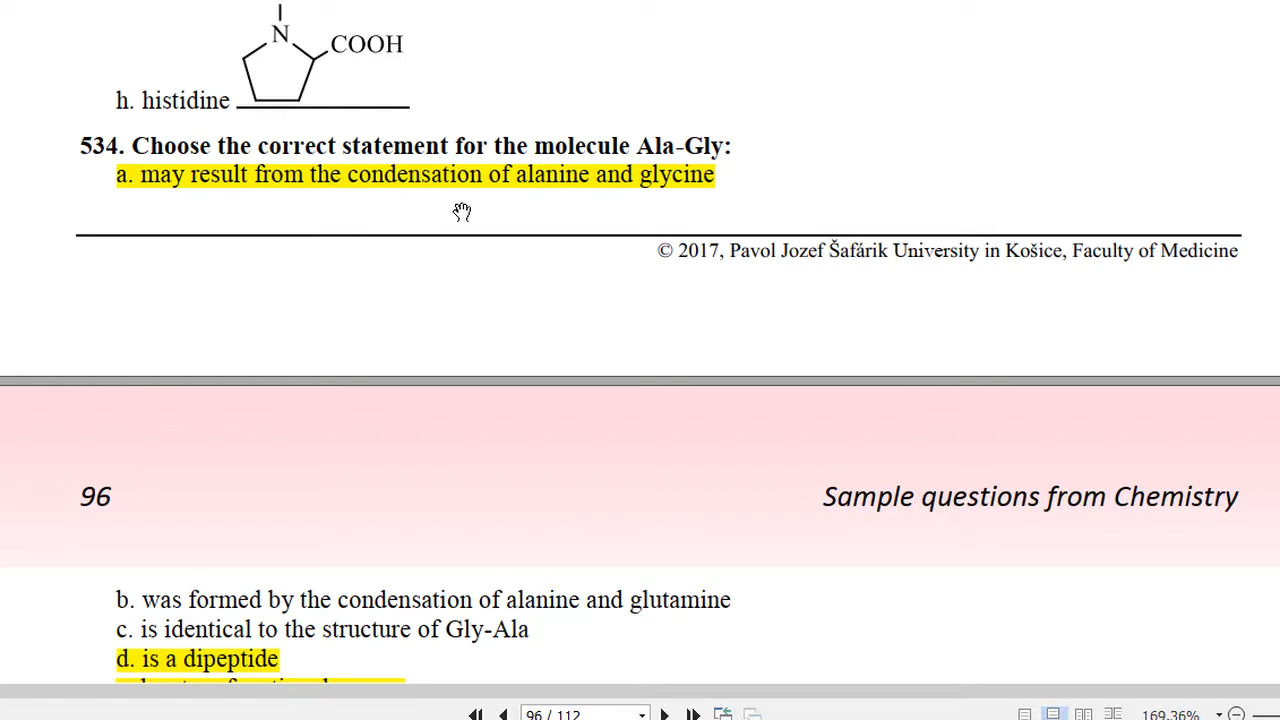 N
COOH
h. histidine
534. Choose the correct statement for the molecule Ala-Gly:
a. may result from the condensation of alanine and glycine
© 2017, Pavol Jozef Šafárik University in Košice, Faculty of Medicine
96
Sample questions from Chemistry
b. was formed by the condensation of alanine and glutamine
c. is identical to the structure of Gly-Ala
d. is a dipeptide
96 / 112
169.36%